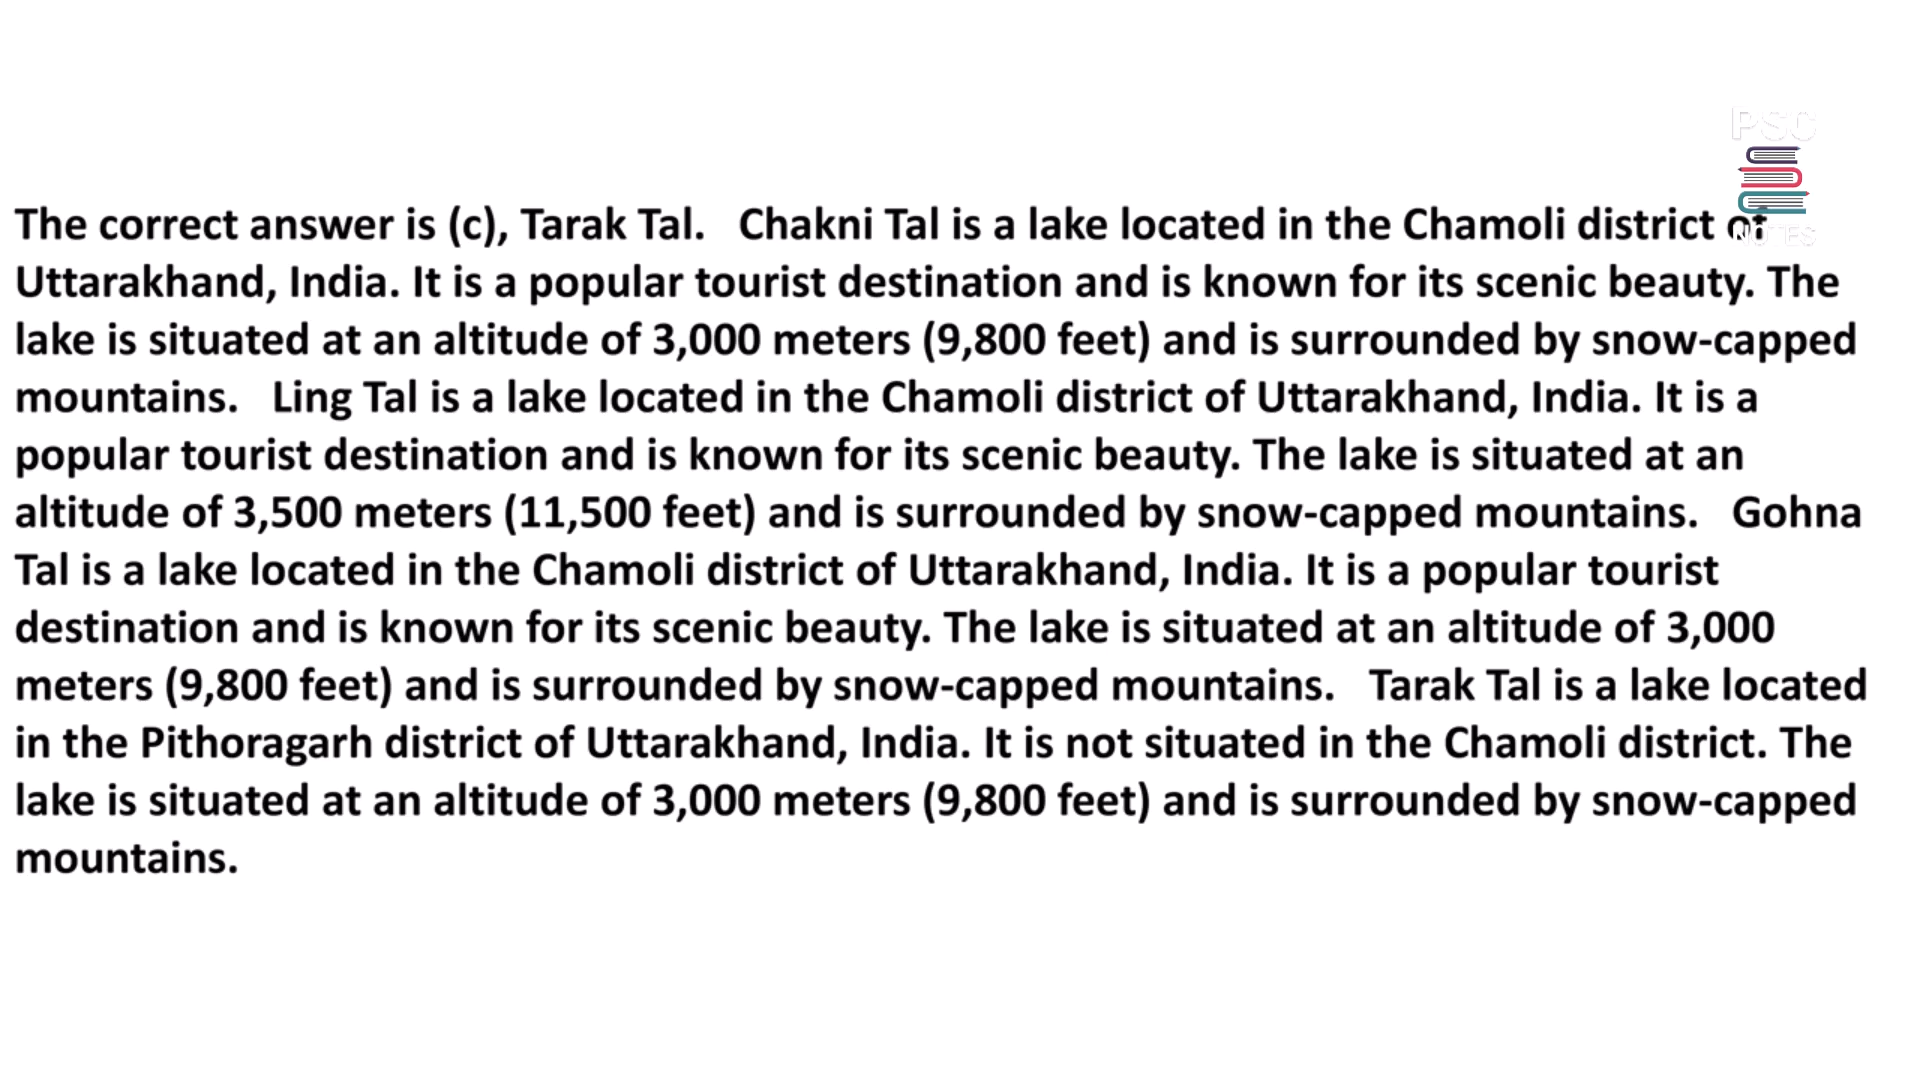 PSC
NOTES
The correct answer is (c), Tarak Tal. Chakni Tal is a lake located in the Chamoli district of
Uttarakhand, India. It is a popular tourist destination and is known for its scenic beauty. The
lake is situated at an altitude of 3,000 meters (9,800 feet) and is surrounded by snow-capped
mountains. Ling Tal is a lake located in the Chamoli district of Uttarakhand, India. It is a
popular tourist destination and is known for its scenic beauty. The lake is situated at an
altitude of 3,500 meters (11,500 feet) and is surrounded by snow-capped mountains. Gohna
Tal is a lake located in the Chamoli district of Uttarakhand, India. It is a popular tourist
destination and is known for its scenic beauty. The lake is situated at an altitude of 3,000
meters (9,800 feet) and is surrounded by snow-capped mountains. Tarak Tal is a lake located
in the Pithoragarh district of Uttarakhand, India. It is not situated in the Chamoli district. The
lake is situated at an altitude of 3,000 meters (9,800 feet) and is surrounded by snow-capped
mountains.